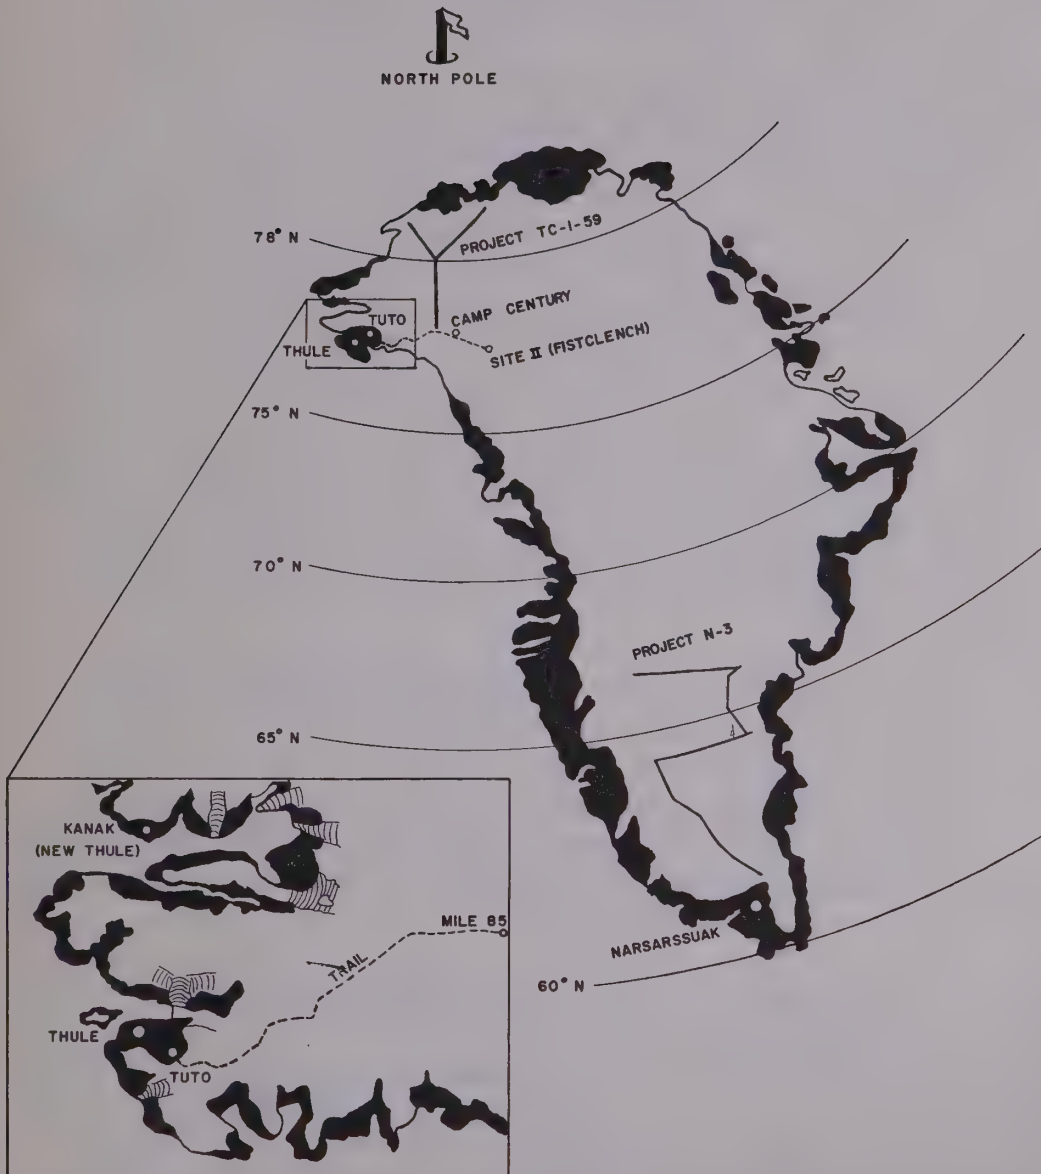 NORTH POLE
78° N
PROJECT TC-1-59
CAMP CENTURY
TUTO
THULE
SITE II (FISTCLENCH)
75° N
70° N
PROJECT N-3
65° N
KANAK
(NEW THULE)
MILE 85
TRAIL
THULE
TUTO
NARSARSSUAK
60° N